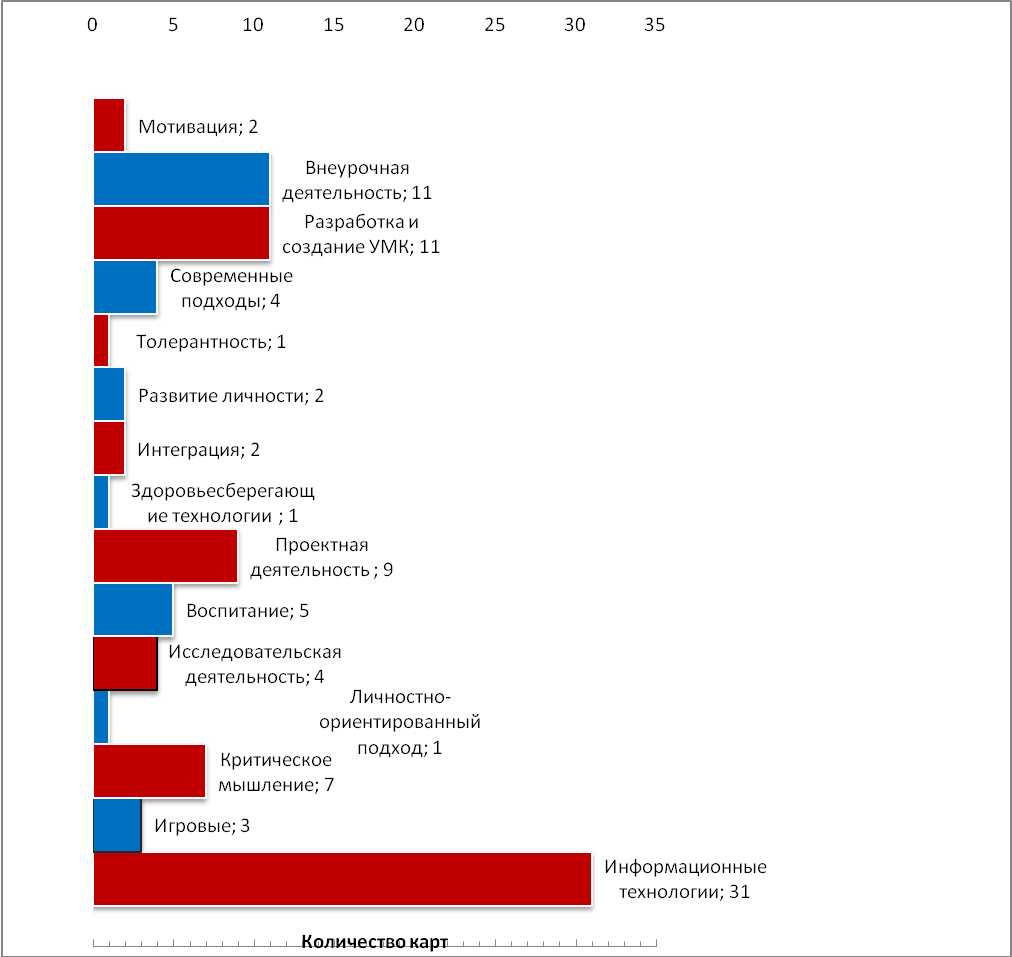 0 5 10 15 20 25 30 35
Мотивация; 2
Внеурочная
деятельность; 11
Разработка и
создание УМК; 11
Современные
подходы; 4
Толерантность; 1
Развитие личности; 2
Интеграция; 2
Здоровьесберегающ
ие технологии ; 1
Проектная
деятельность ; 9
Воспитание; 5
Исследовательская
деятельность; 4
Личностно-
ориентированный
подход; 1
Критическое
мышление; 7
Игровые; 3
Информационные
технологии; 31
Количество карт